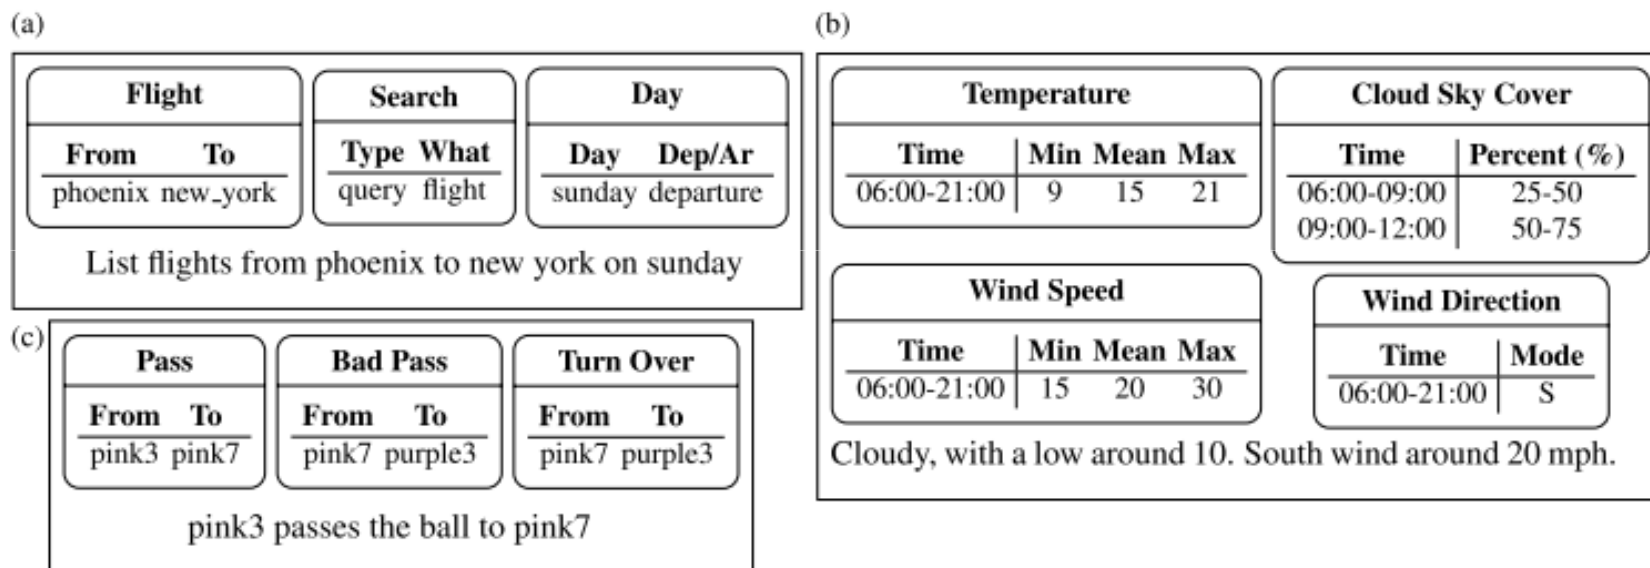 (a)
Flight
From To
phoenix new_york
Search
Type What
query flight
Day
Day Dep/Ar
sunday departure
List flights from phoenix to new york on sunday
(b)
Temperature
Time Min Mean Max
06:00-21:00 9 15 21
Cloud Sky Cover
Time Percent (%)
06:00-09:00 25-50
09:00-12:00 50-75
Wind Speed
Time Min Mean Max
06:00-21:00 15 20 30
Wind Direction
Time Mode
06:00-21:00 S
Cloudy, with a low around 10. South wind around 20 mph.
(c)
Pass
From To
pink3 pink7
Bad Pass
From To
pink7 purple3
Turn Over
From To
pink7 purple3
pink3 passes the ball to pink7